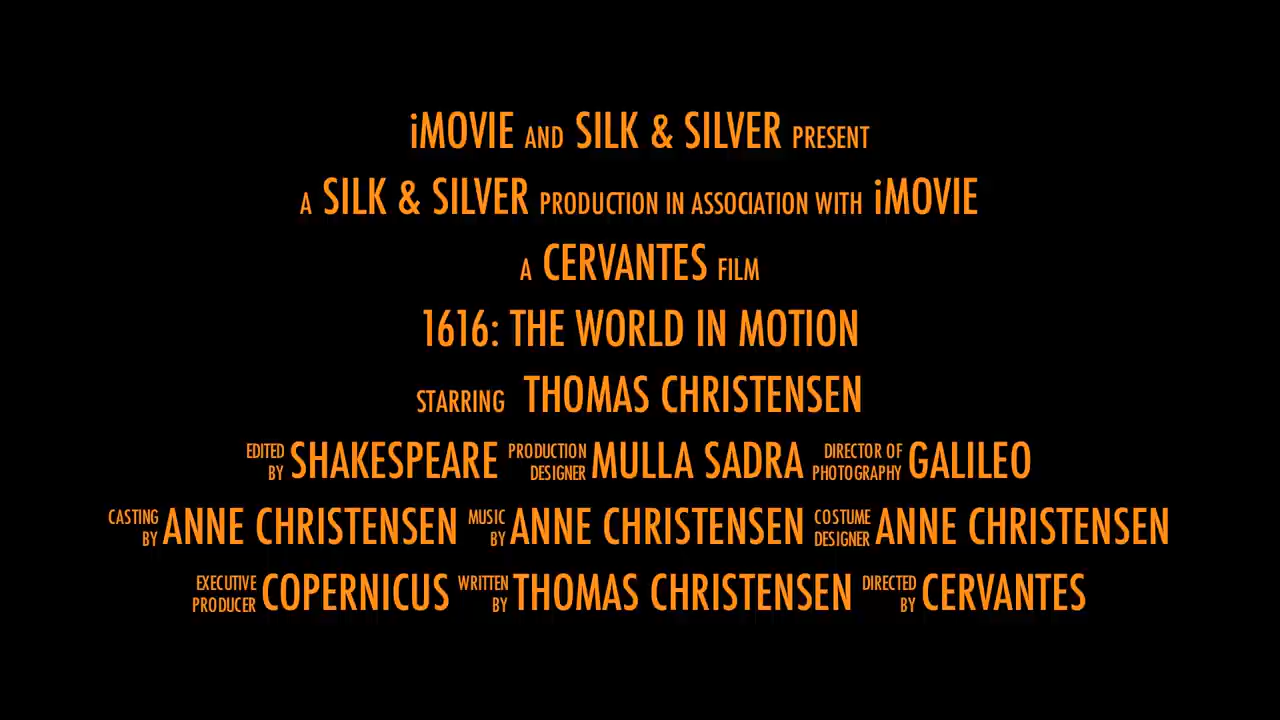 iMOVIE AND SILK & SILVER PRESENT
A SILK & SILVER PRODUCTION IN ASSOCIATION WITH iMOVIE
A CERVANTES FILM
1616: THE WORLD IN MOTION
STARRING THOMAS CHRISTENSEN
EDITED BY SHAKESPEARE PRODUCTION DESIGNER MULLA SADRA DIRECTOR OF PHOTOGRAPHY GALILEO
CASTING BY ANNE CHRISTENSEN MUSIC BY ANNE CHRISTENSEN COSTUME DESIGNER ANNE CHRISTENSEN
EXECUTIVE PRODUCER COPERNICUS WRITTEN BY THOMAS CHRISTENSEN DIRECTED BY CERVANTES